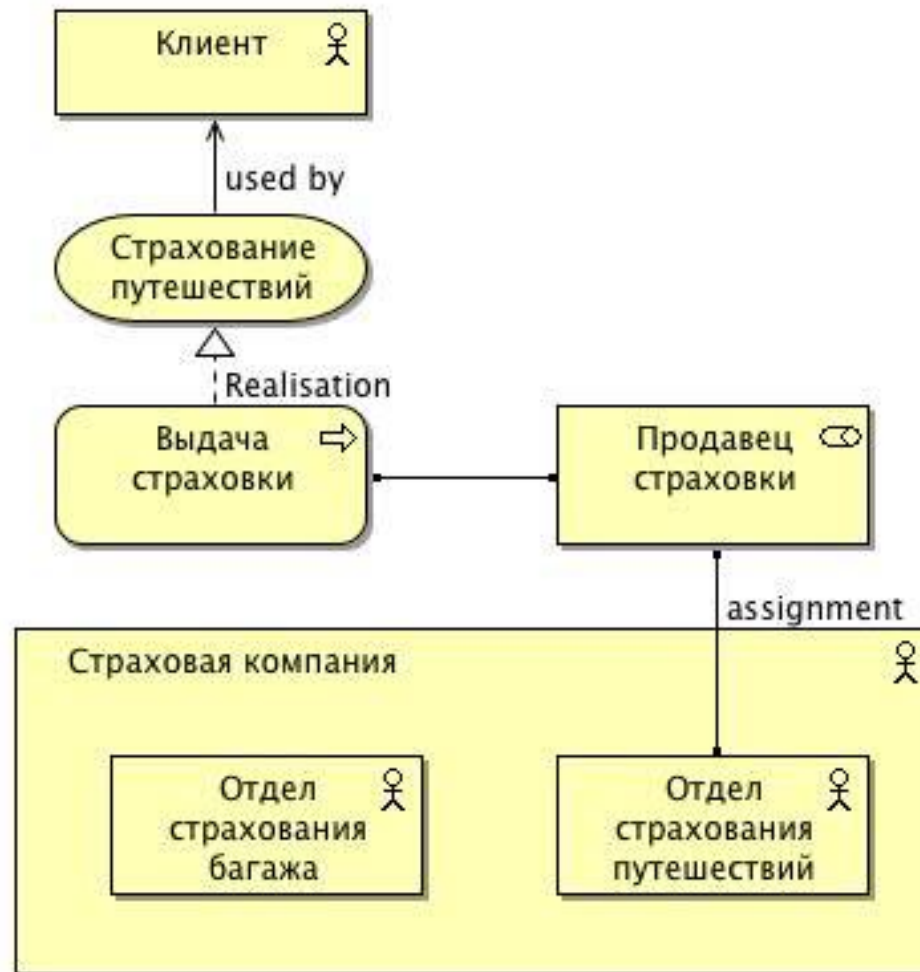 Клиент
used by
Страхование
путешествий
Realisation
Выдача
страховки
Продавец
страховки
assignment
Страховая компания
Отдел
страхования
багажа
Отдел
страхования
путешествий